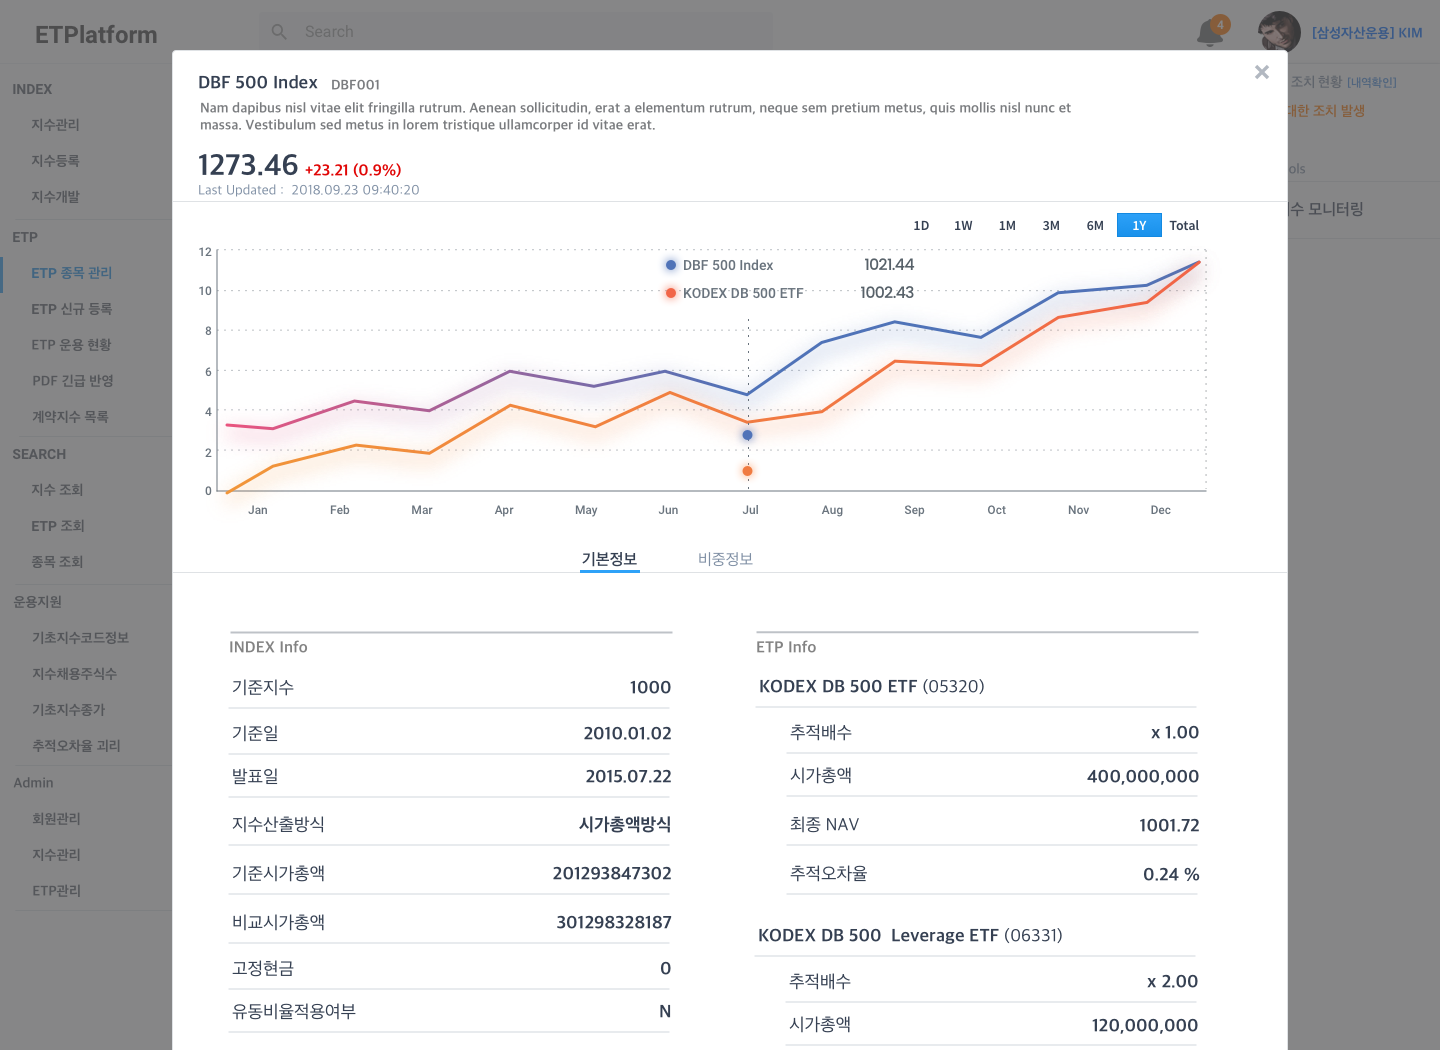 ETPlatform
Search
4
[삼성자산운용] KIM
INDEX
지수관리
지수등록
지수개발
ETP
ETP 종목 관리
ETP 신규 등록
ETP 운용 현황
PDF 긴급 반영
계약지수 목록
SEARCH
지수 조회
ETP 조회
종목 조회
운용지원
기초지수코드정보
지수채용주식수
기초지수종가
추적오차율 괴리
Admin
회원관리
지수관리
ETP관리
조치 현황 [내역확인]
대한 조치 발생
ols
수 모니터링
DBF 500 Index DBF001
Nam dapibus nisl vitae elit fringilla rutrum. Aenean sollicitudin, erat a elementum rutrum, neque sem pretium metus, quis mollis nisl nunc et
massa. Vestibulum sed metus in lorem tristique ullamcorper id vitae erat.
1273.46 +23.21 (0.9%)
Last Updated : 2018.09.23 09:40:20
1D 1W 1M 3M 6M 1Y Total
DBF 500 Index 1021.44
KODEX DB 500 ETF 1002.43
12
10
8
6
4
2
0
Jan Feb Mar Apr May Jun Jul Aug Sep Oct Nov Dec
기본정보 비중정보
INDEX Info
기준지수 1000
기준일 2010.01.02
발표일 2015.07.22
지수산출방식 시가총액방식
기준시가총액 201293847302
비교시가총액 301298328187
고정현금 0
유동비율적용여부 N
ETP Info
KODEX DB 500 ETF (05320)
추적배수 x 1.00
시가총액 400,000,000
최종 NAV 1001.72
추적오차율 0.24 %
KODEX DB 500 Leverage ETF (06331)
추적배수 x 2.00
시가총액 120,000,000